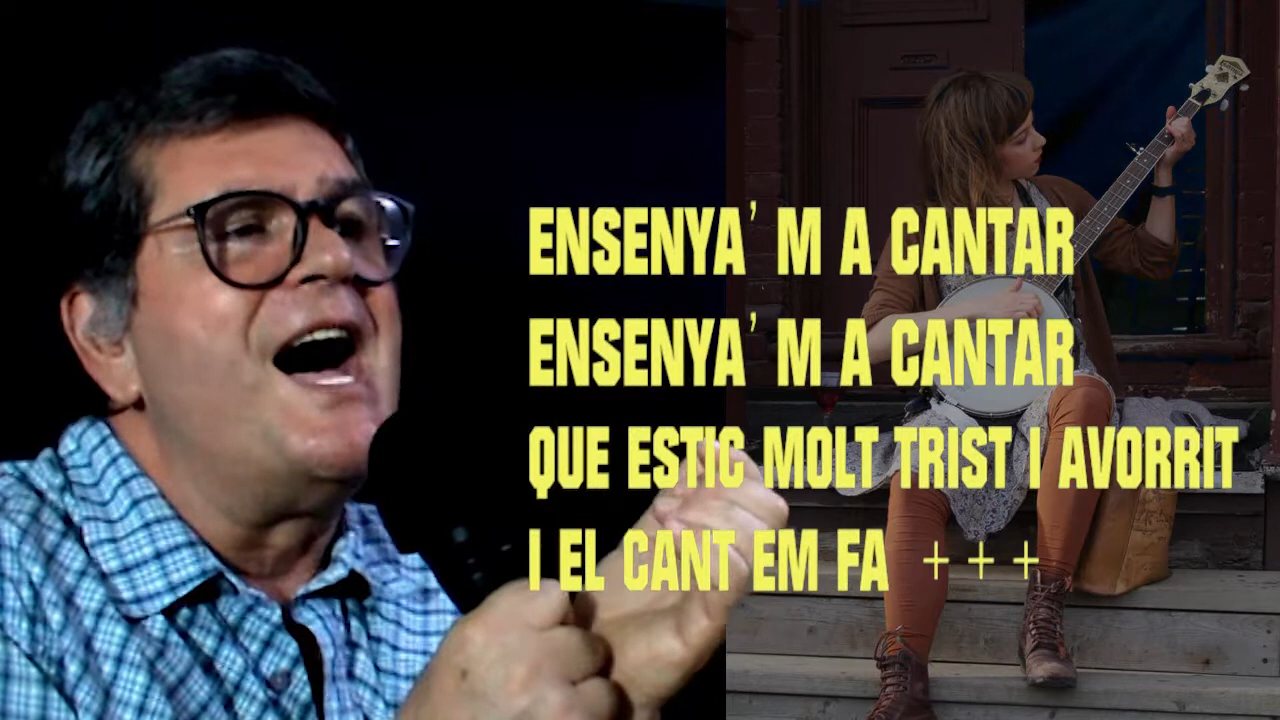 ENSENYA' M A CANTAR
ENSENYA' M A CANTAR
QUE ESTIC MOLT TRIST I AVORRIT
I EL CANT EM FA + + +